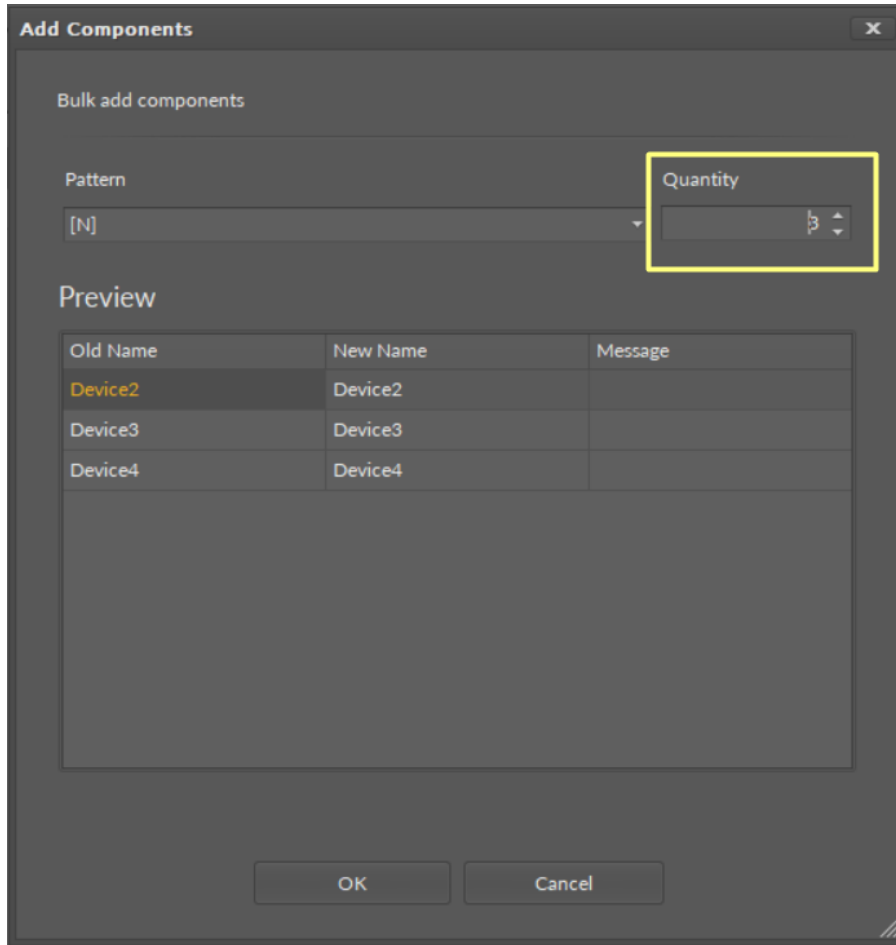 Add Components
Bulk add components
Pattern Quantity
[N] 3
Preview
Old Name New Name Message
Device2 Device2
Device3 Device3
Device4 Device4
OK Cancel